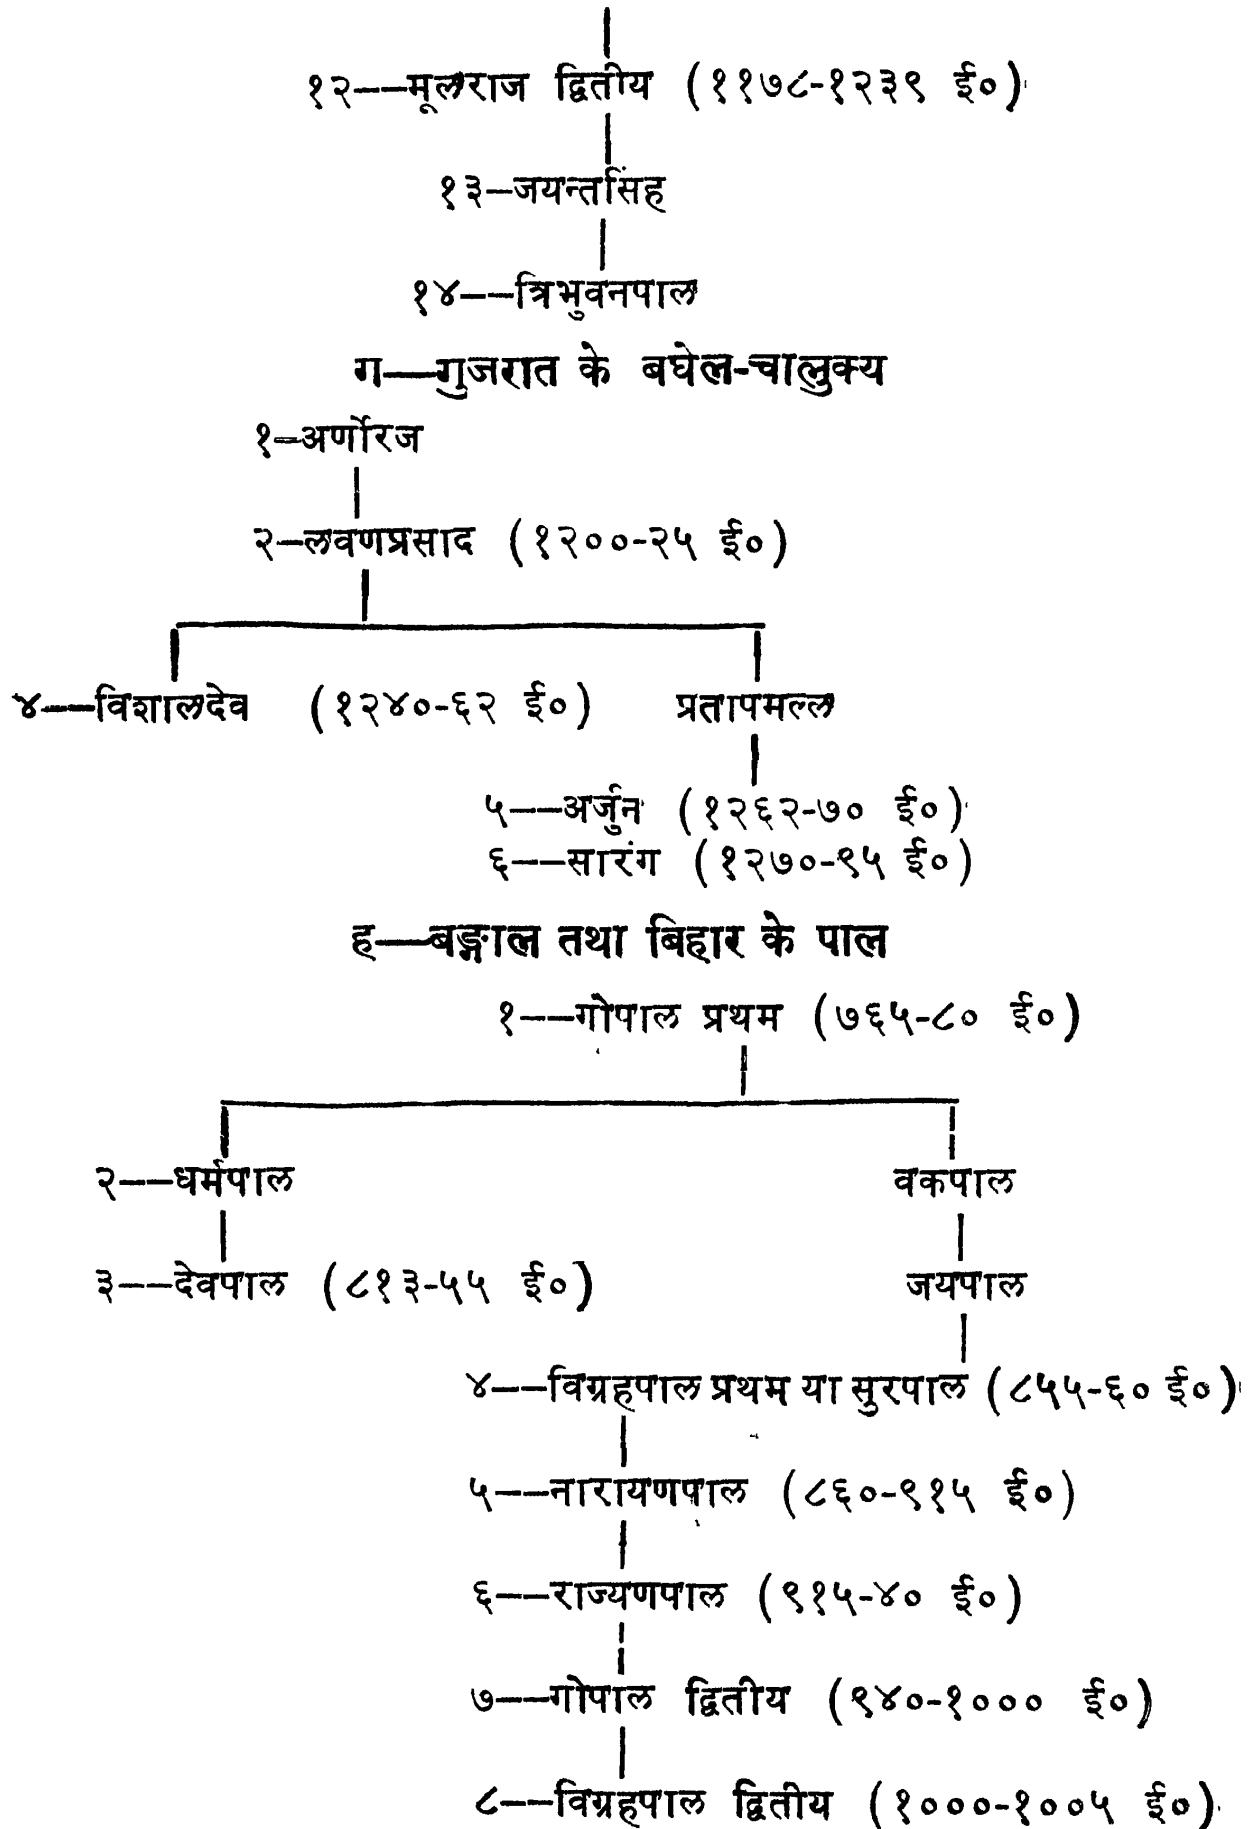 १२——मूलराज द्वितीय (११७८-१२३९ ई०)
१३—जयन्तसिंह
१४——त्रिभुवनपाल
ग——गुजरात के बघेल-चालुक्य
१—अर्णोरज
२—लवणप्रसाद (१२००-२५ ई०)
४——विशालदेव (१२४०-६२ ई०) प्रतापमल्ल
५——अर्जुन (१२६२-७० ई०)
६——सारंग (१२७०-९५ ई०)
ह——बङ्गाल तथा बिहार के पाल
१——गोपाल प्रथम (७६५-८० ई०)
२——धर्मपाल वकपाल
३——देवपाल (८१३-५५ ई०) जयपाल
४——विग्रहपाल प्रथम या सुरपाल (८५५-६० ई०)
५——नारायणपाल (८६०-९१५ ई०)
६——राज्यणपाल (९१५-४० ई०)
७——गोपाल द्वितीय (९४०-१००० ई०)
८——विग्रहपाल द्वितीय (१०००-१००५ ई०)